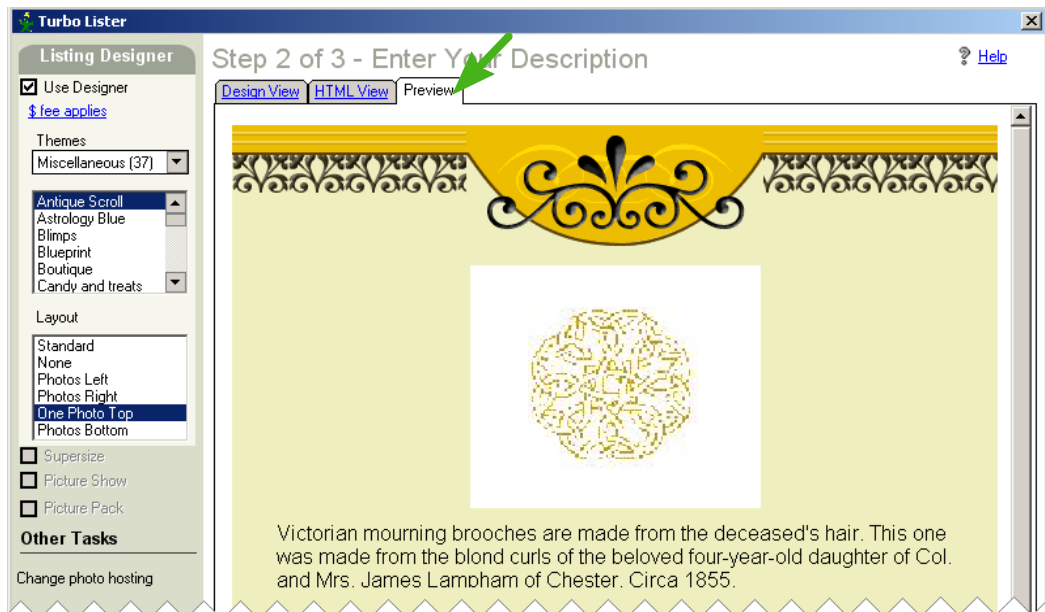 Turbo Lister
Listing Designer
Use Designer
$ fee applies
Themes
Miscellaneous (37)
Antique Scroll
Astrology Blue
Blimps
Blueprint
Boutique
Candy and treats
Layout
Standard
None
Photos Left
Photos Right
One Photo Top
Photos Bottom
Supersize
Picture Show
Picture Pack
Other Tasks
Change photo hosting
Step 2 of 3 - Enter Your Description
? Help
Design View HTML View Preview
Victorian mourning brooches are made from the deceased's hair. This one
was made from the blond curls of the beloved four-year-old daughter of Col.
and Mrs. James Lampham of Chester. Circa 1855.